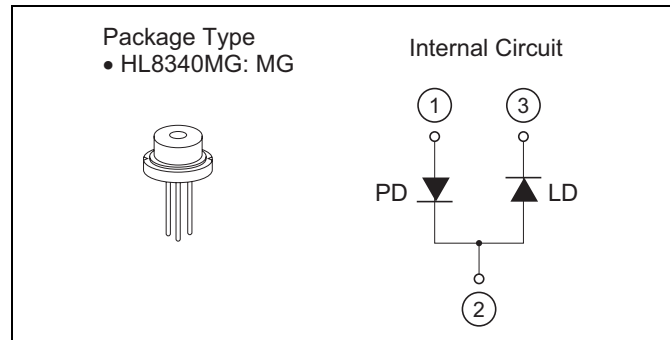 Package Type
• HL8340MG: MG
Internal Circuit
1
3
PD
LD
2